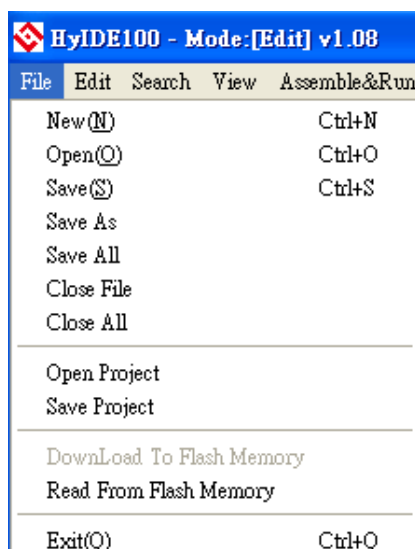 HyIDE100 - Mode:[Edit] v1.08
File Edit Search View Assemble&Run
New(N) Ctrl+N
Open(O) Ctrl+O
Save(S) Ctrl+S
Save As
Save All
Close File
Close All
Open Project
Save Project
DownLoad To Flash Memory
Read From Flash Memory
Exit(Q) Ctrl+Q